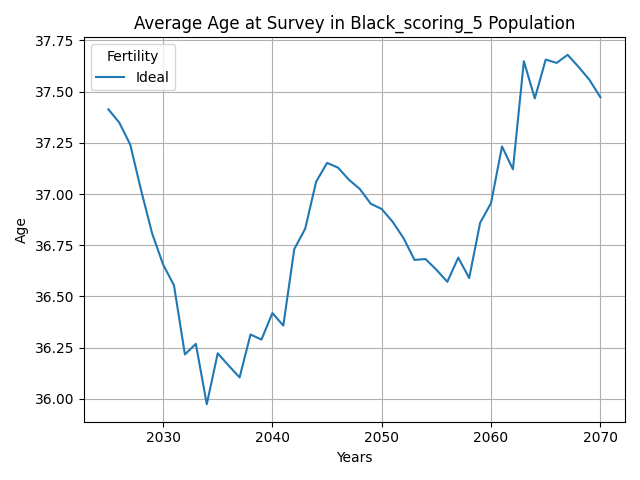 Average Age at Survey in Black_scoring_5 Population
Fertility
Ideal
37.75
37.50
37.25
37.00
36.75
36.50
36.25
36.00
Age
2030 2040 2050 2060 2070
Years